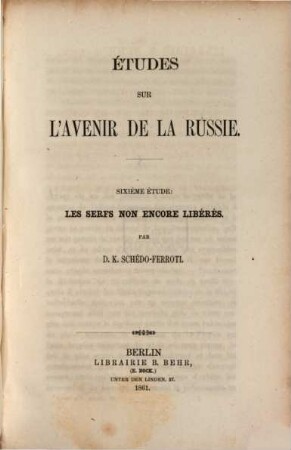 ÉTUDES
SUR
L'AVENIR DE LA RUSSIE.
SIXIÈME ÉTUDE:
LES SERFS NON ENCORE LIBÉRÉS.
PAR
D. K. SCHÉDO-FERROTI.
BERLIN
LIBRAIRIE B. BEHR,
(E. BOCK.)
UNTER DEN LINDEN, 27.
1861.